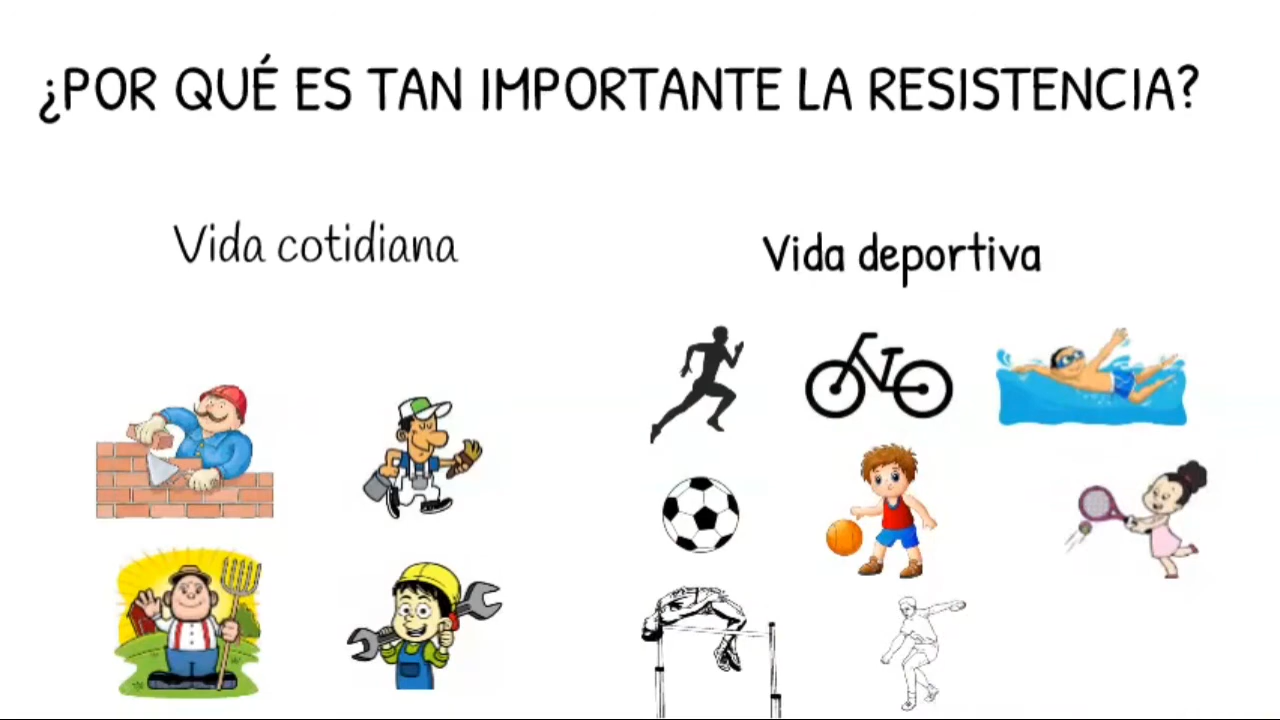 ¿POR QUÉ ES TAN IMPORTANTE LA RESISTENCIA?
Vida cotidiana
Vida deportiva